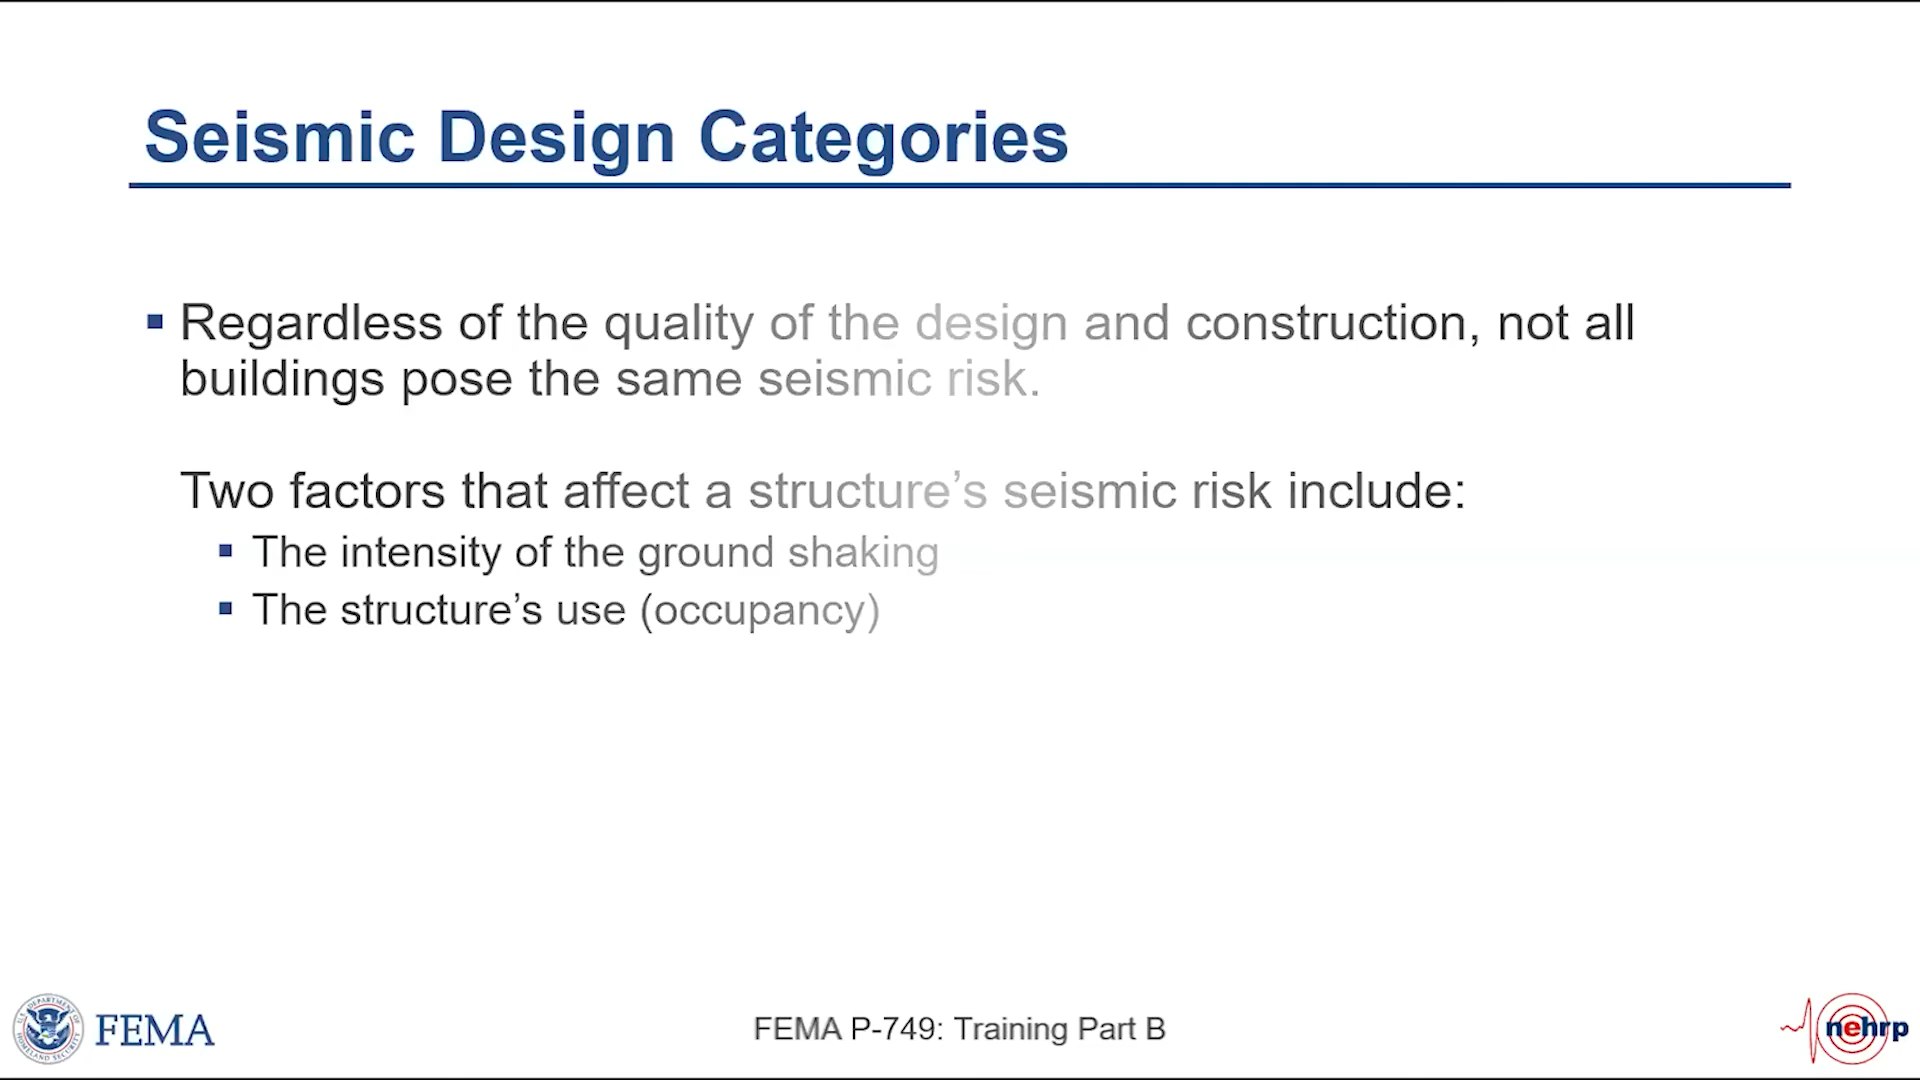 Seismic Design Categories
▪ Regardless of the quality of the design and construction, not all
buildings pose the same seismic risk.
Two factors that affect a structure’s seismic risk include:
▪ The intensity of the ground shaking
▪ The structure’s use (occupancy)
FEMA
FEMA P-749: Training Part B
nehrp